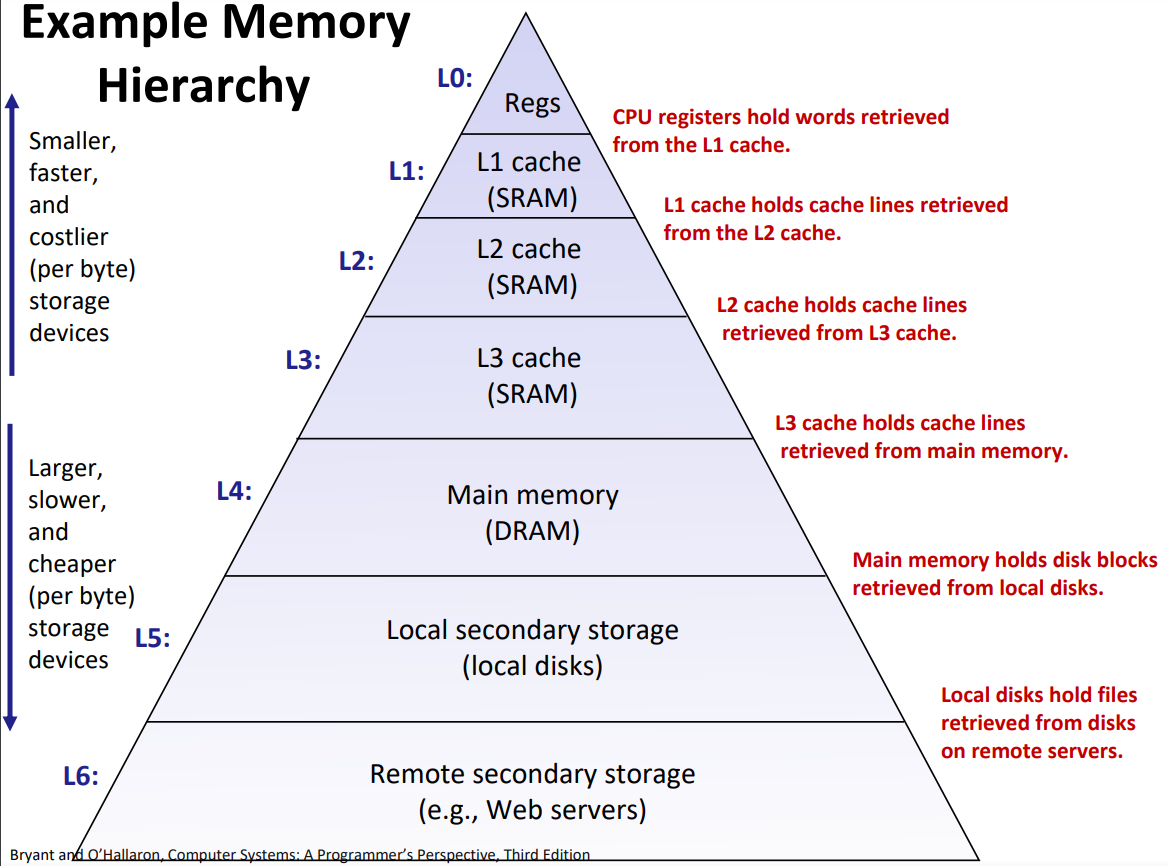 Example Memory
Hierarchy
L0:
Regs
CPU registers hold words retrieved
from the L1 cache.
Smaller,
faster,
and
costlier
(per byte)
storage
devices
L1:
L1 cache
(SRAM)
L1 cache holds cache lines retrieved
from the L2 cache.
L2:
L2 cache
(SRAM)
L2 cache holds cache lines
retrieved from L3 cache.
L3:
L3 cache
(SRAM)
L3 cache holds cache lines
retrieved from main memory.
Larger,
slower,
and
cheaper
(per byte)
storage
devices
L4:
Main memory
(DRAM)
Main memory holds disk blocks
retrieved from local disks.
L5:
Local secondary storage
(local disks)
Local disks hold files
retrieved from disks
on remote servers.
L6:
Remote secondary storage
(e.g., Web servers)
Bryant and O’Hallaron, Computer Systems: A Programmer’s Perspective, Third Edition